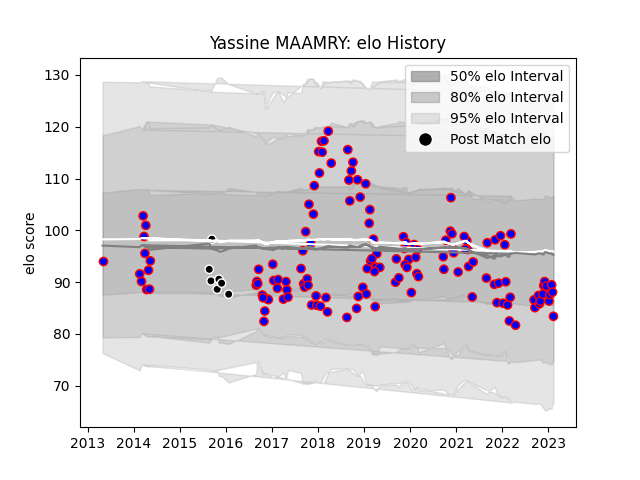 Yassine MAAMRY: elo History
130
120
110
100
90
80
70
elo score
50% elo Interval
80% elo Interval
95% elo Interval
Post Match elo
2013 2014 2015 2016 2017 2018 2019 2020 2021 2022 2023